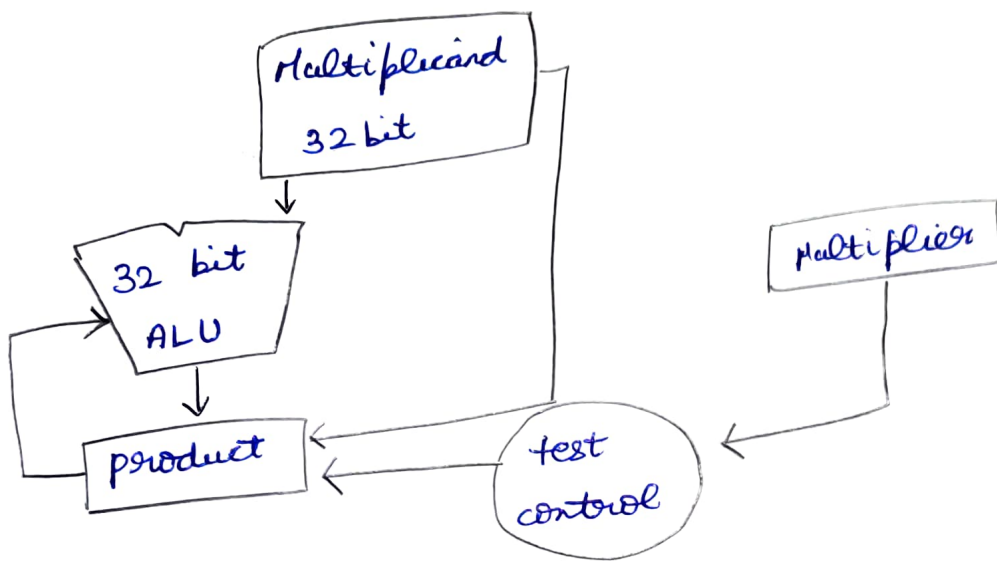 Multiplicand
32 bit
32 bit
ALU
Multiplier
product
test
control